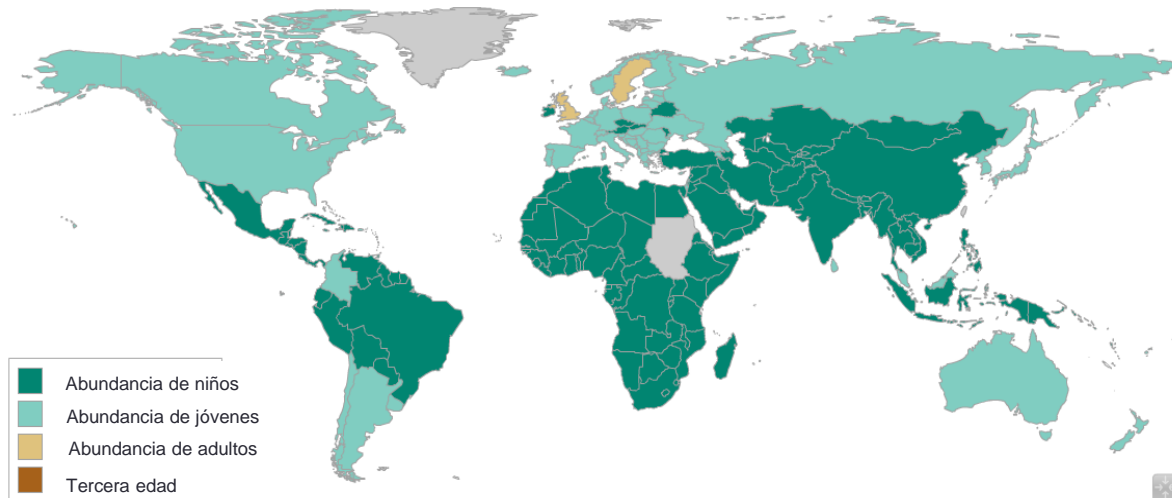 Abundancia de niños
Abundancia de jóvenes
Abundancia de adultos
Tercera edad